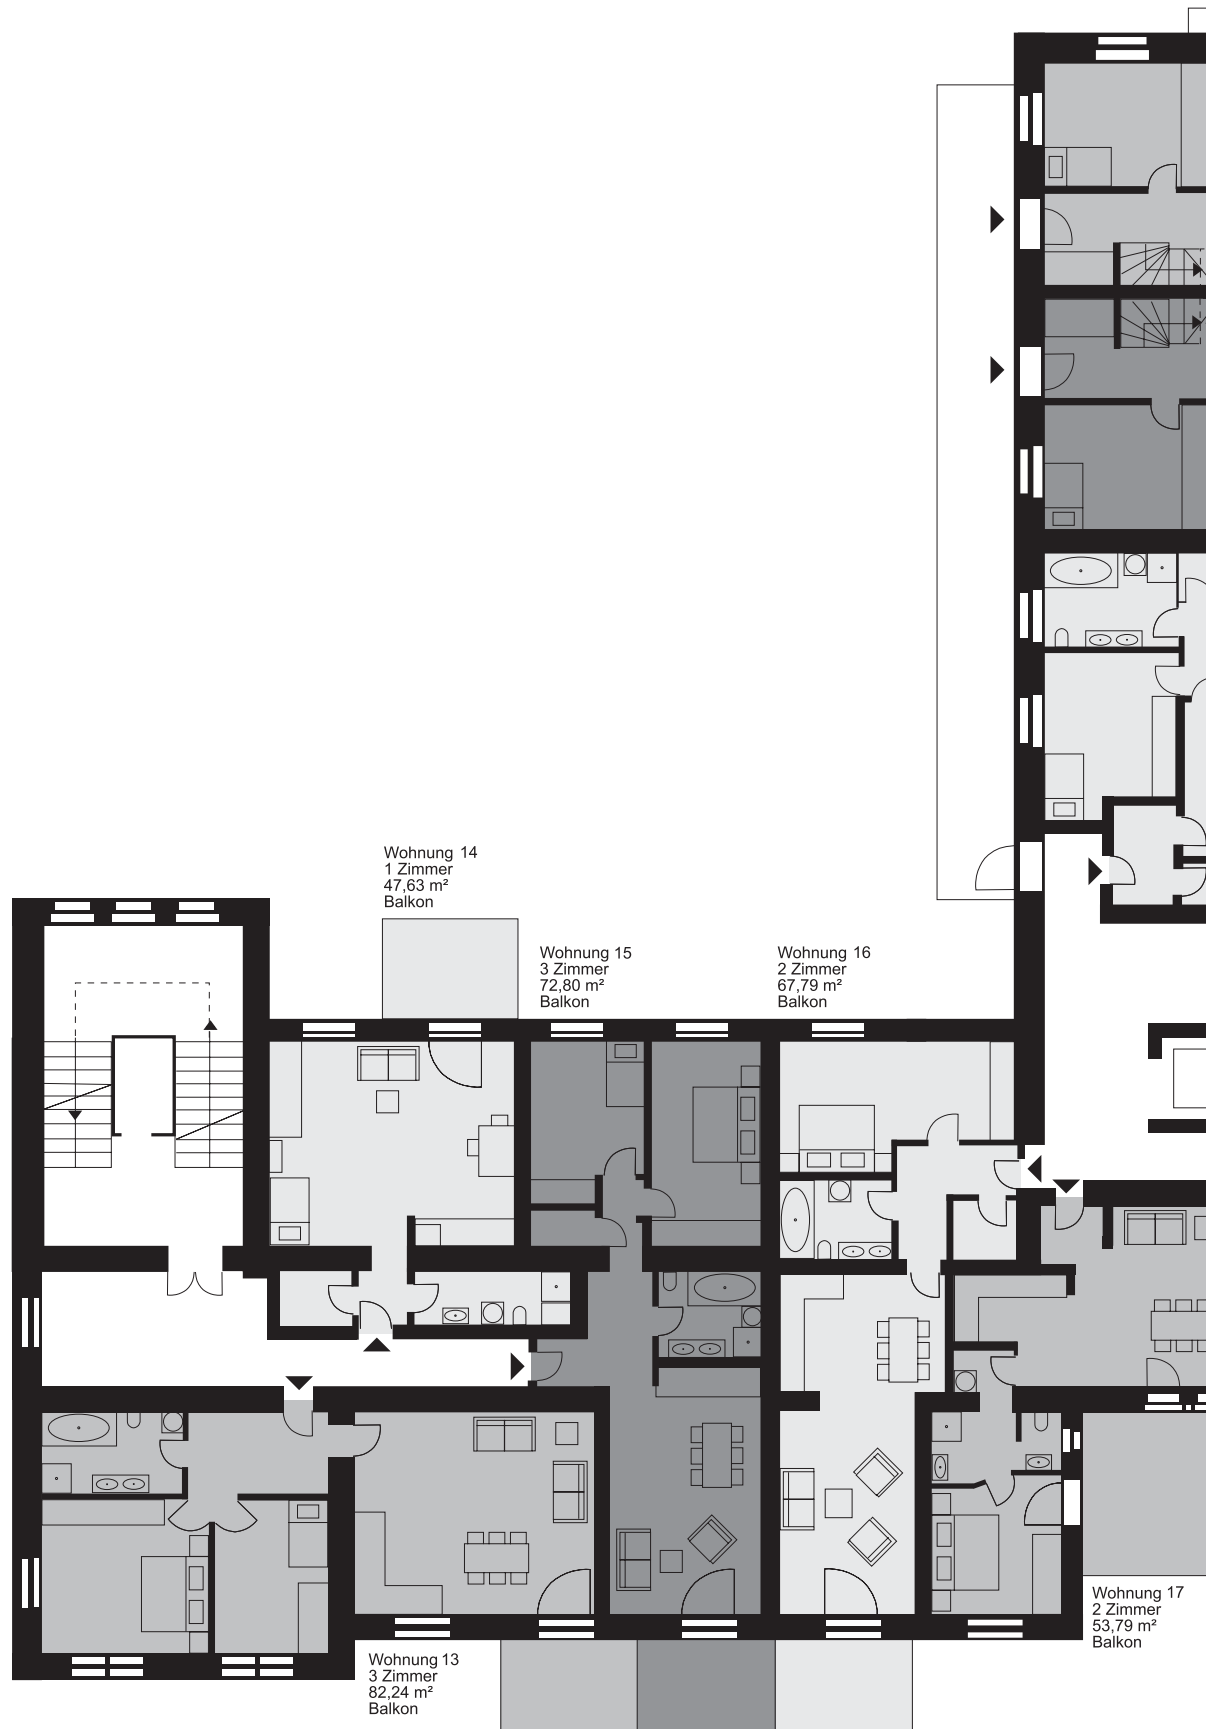 Wohnung 14
1 Zimmer
47,63 m²
Balkon
Wohnung 15
3 Zimmer
72,80 m²
Balkon
Wohnung 16
2 Zimmer
67,79 m²
Balkon
Wohnung 17
2 Zimmer
53,79 m²
Balkon
Wohnung 13
3 Zimmer
82,24 m²
Balkon